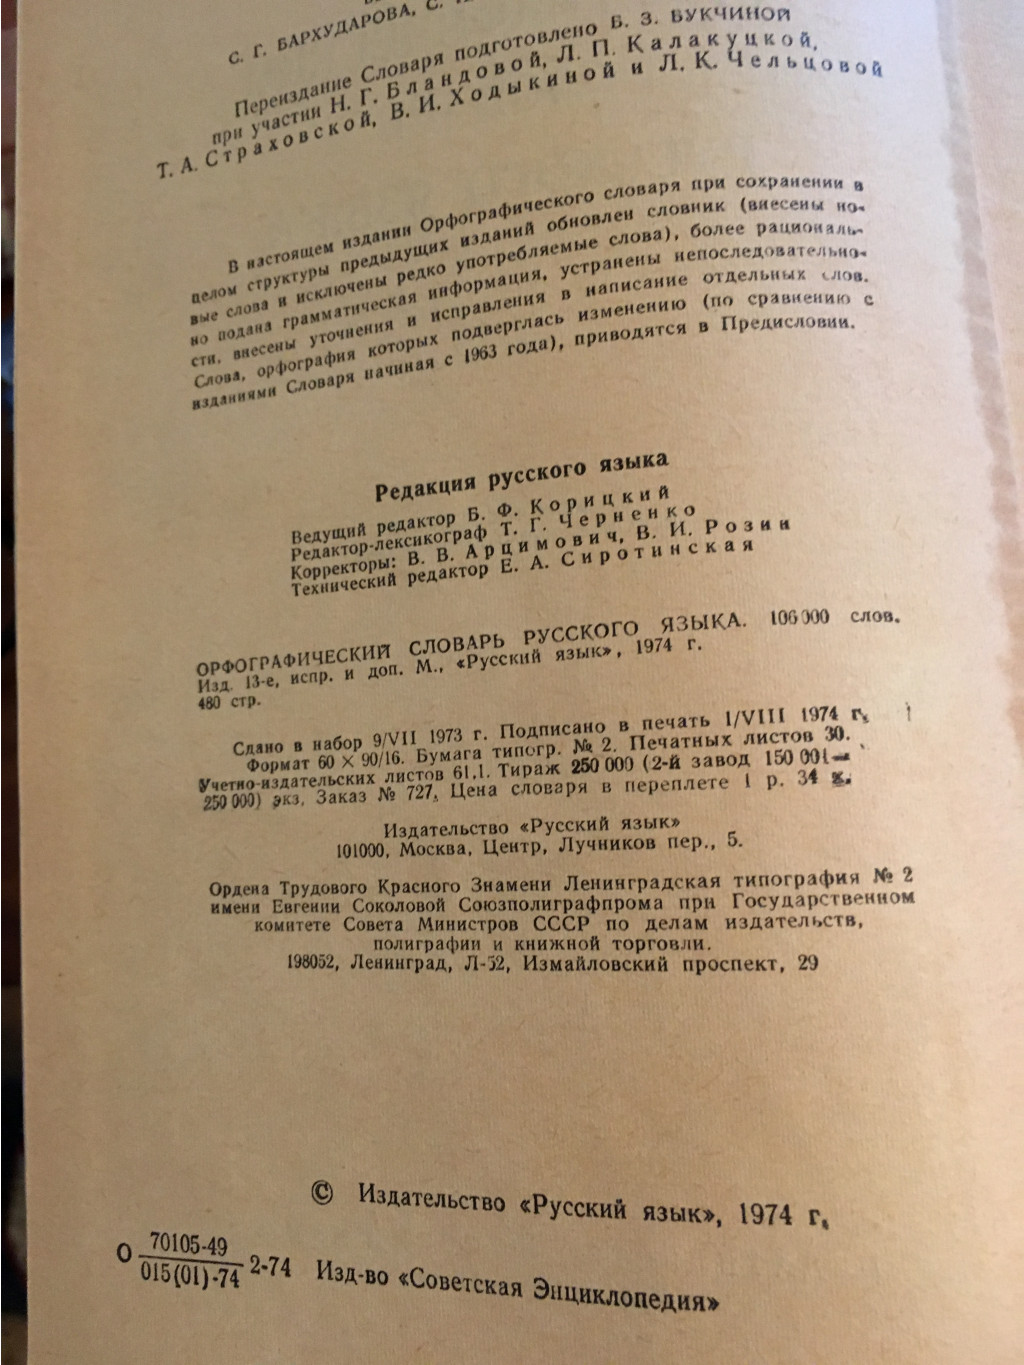 С. Г. БАРХУДАРОВА, С.
Переиздание Словаря подготовлено Б. З. БУКЧИНОЙ
при участии Н. Г. Бландовой, Л. П. Калакуцкой,
Т. А. Страховской, В. И. Ходыкиной и Л. К. Чельцовой
В настоящем издании Орфографического словаря при сохранении в
целом структуры предыдущих изданий обновлен словник (внесены но-
вые слова и исключены редко употребляемые слова), более рациональ-
но подана грамматическая информация, устранены непоследовательно-
сти, внесены уточнения и исправления в написание отдельных слов.
Слова, орфография которых подверглась изменению (по сравнению с
изданиями Словаря начиная с 1963 года), приводятся в Предисловии.
Редакция русского языка
Ведущий редактор Б. Ф. Корицкий
Редактор-лексикограф Т. Г. Черненко
Корректоры: В. В. Арцимович, В. И. Розин
Технический редактор Е. А. Сиротинская
ОРФОГРАФИЧЕСКИЙ СЛОВАРЬ РУССКОГО ЯЗЫКА. 106 000 слов.
Изд. 13-е, испр. и доп. М., «Русский язык», 1974 г.
480 стр.
Сдано в набор 9/VII 1973 г. Подписано в печать 1/VIII 1974 г.
Формат 60 × 90/16. Бумага типогр. № 2. Печатных листов 30.
Учетно-издательских листов 61,1. Тираж 250 000 (2-й завод 150 001—
250 000) экз. Заказ № 727. Цена словаря в переплете 1 р. 34 к.
Издательство «Русский язык»
101000, Москва, Центр, Лучников пер., 5.
Ордена Трудового Красного Знамени Ленинградская типография № 2
имени Евгении Соколовой Союзполиграфпрома при Государственном
комитете Совета Министров СССР по делам издательств,
полиграфии и книжной торговли.
198052, Ленинград, Л-52, Измайловский проспект, 29
© Издательство «Русский язык», 1974 г.
О 70105-49
015(01)-74 2-74 Изд-во «Советская Энциклопедия»